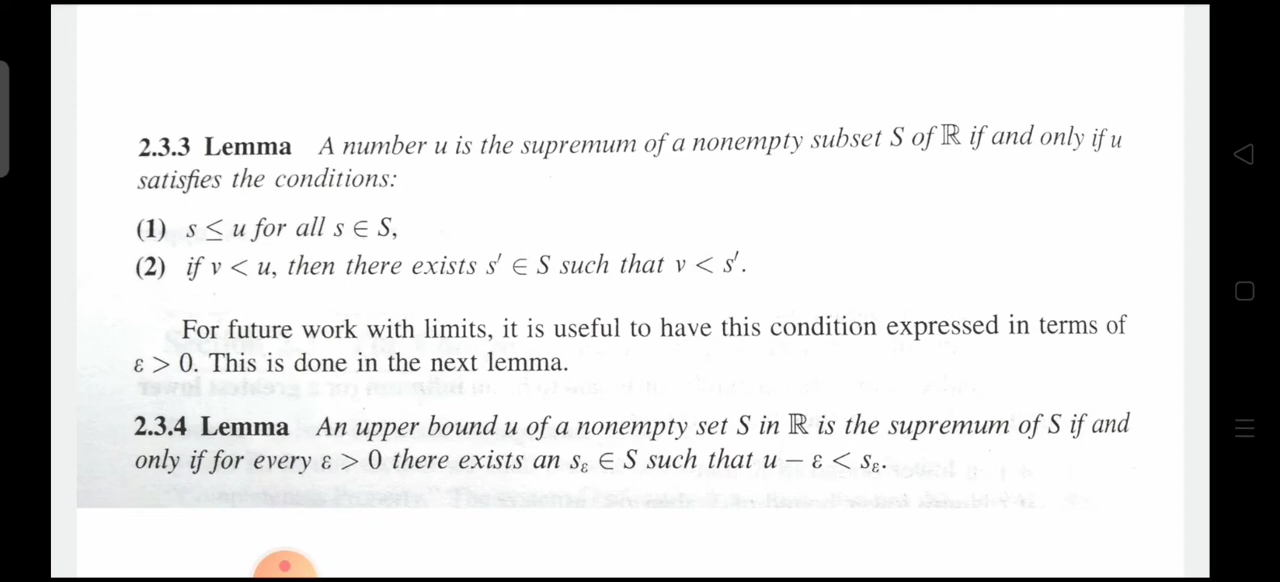 2.3.3 Lemma A number u is the supremum of a nonempty subset S of ℝ if and only if u
satisfies the conditions:
(1) s ≤ u for all s ∈ S,
(2) if v < u, then there exists s′ ∈ S such that v < s′.
For future work with limits, it is useful to have this condition expressed in terms of
ε > 0. This is done in the next lemma.
2.3.4 Lemma An upper bound u of a nonempty set S in ℝ is the supremum of S if and
only if for every ε > 0 there exists an sε ∈ S such that u − ε < sε.